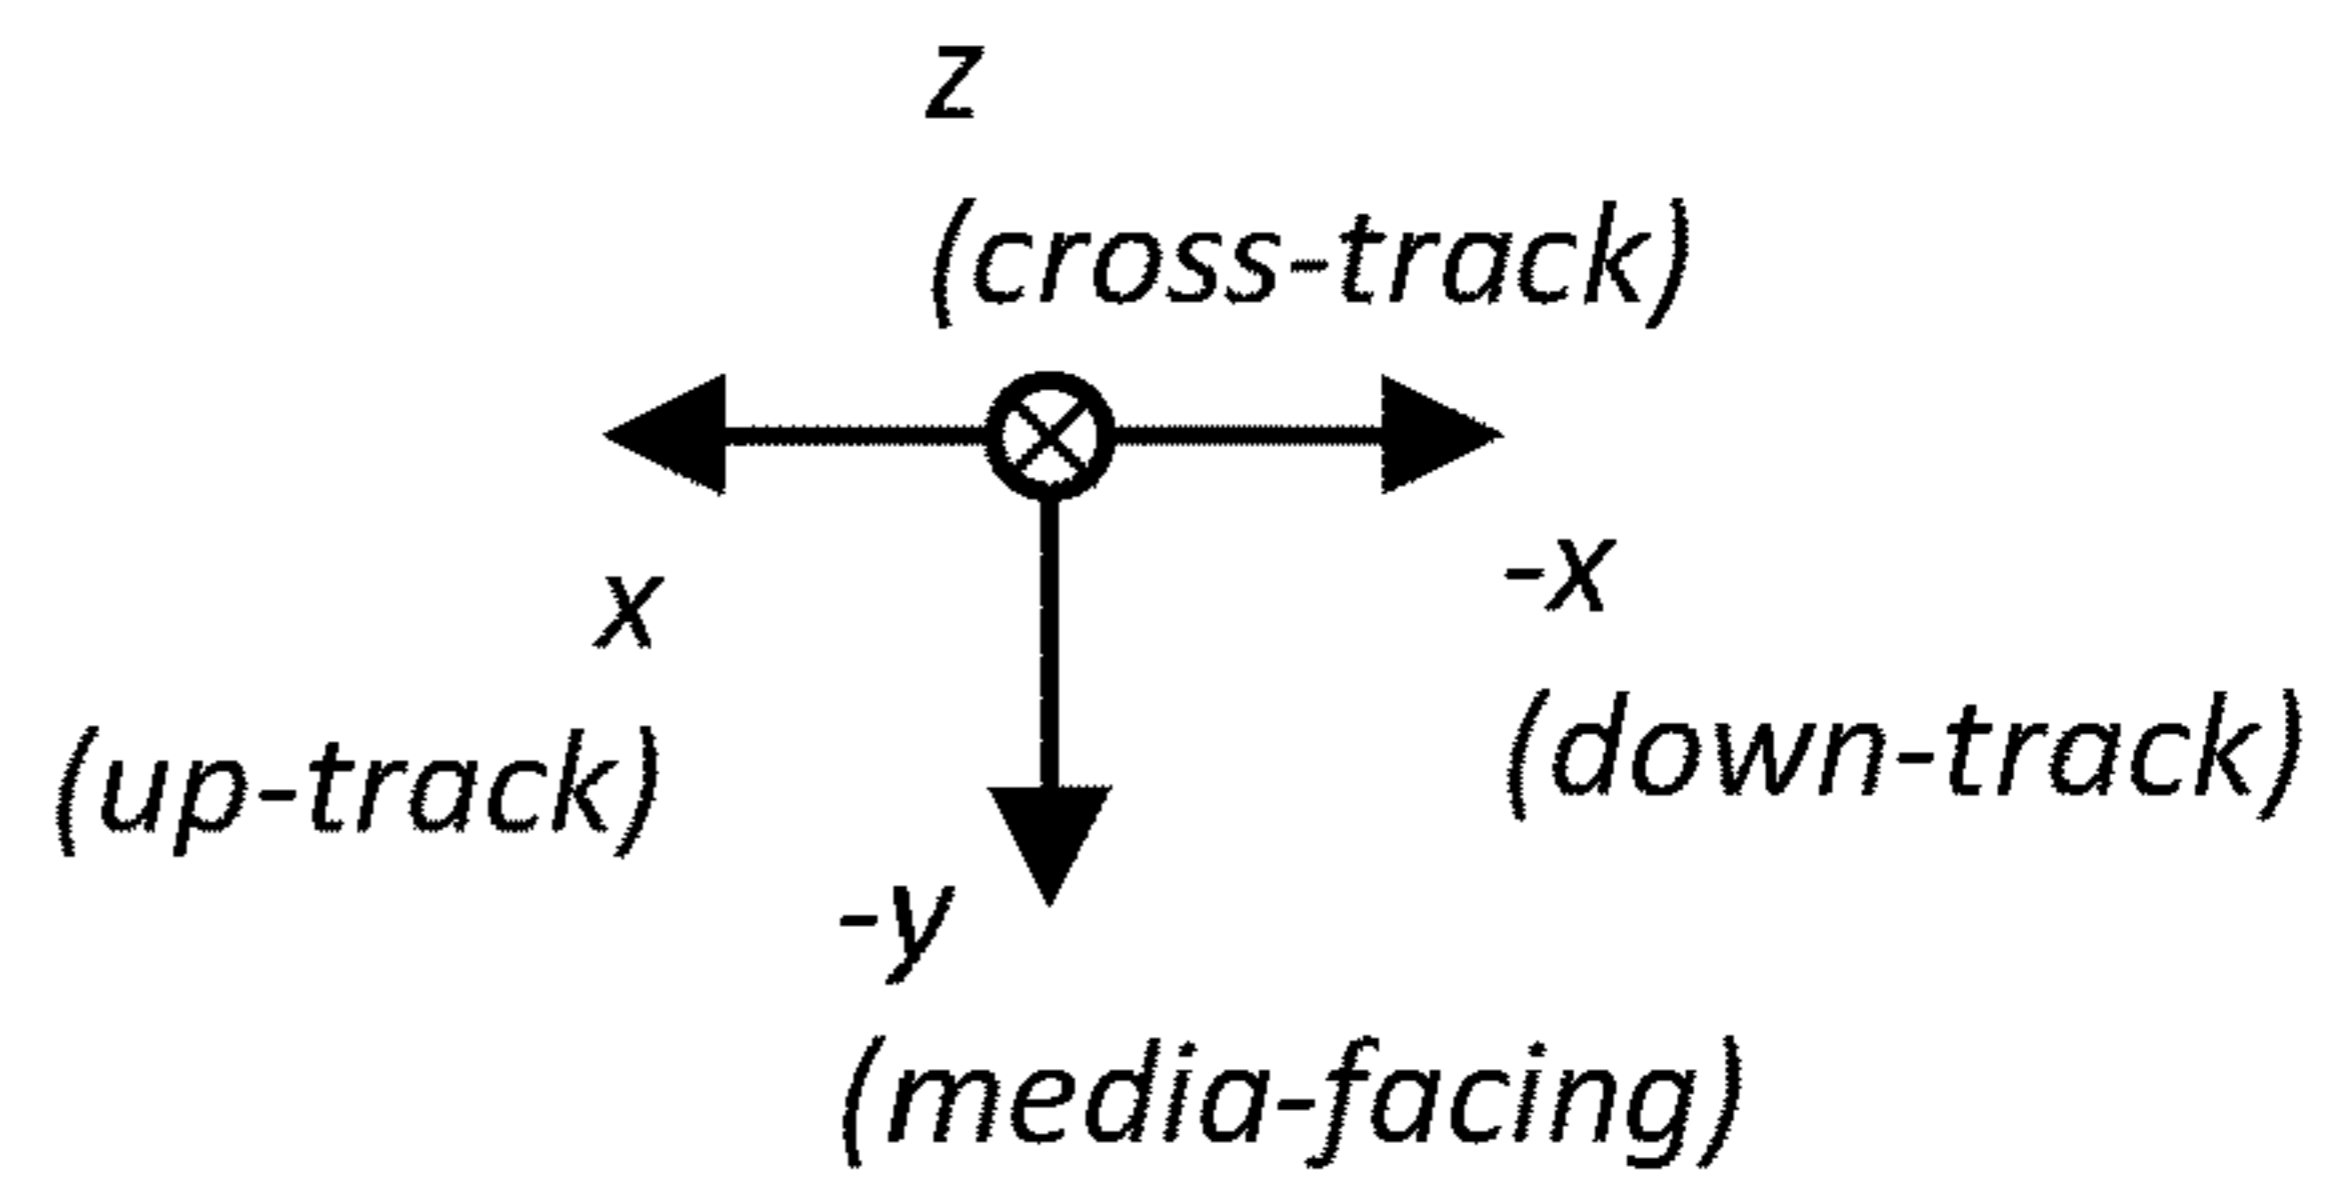 z
(cross-track)
x
(up-track)
-x
(down-track)
-y
(media-facing)